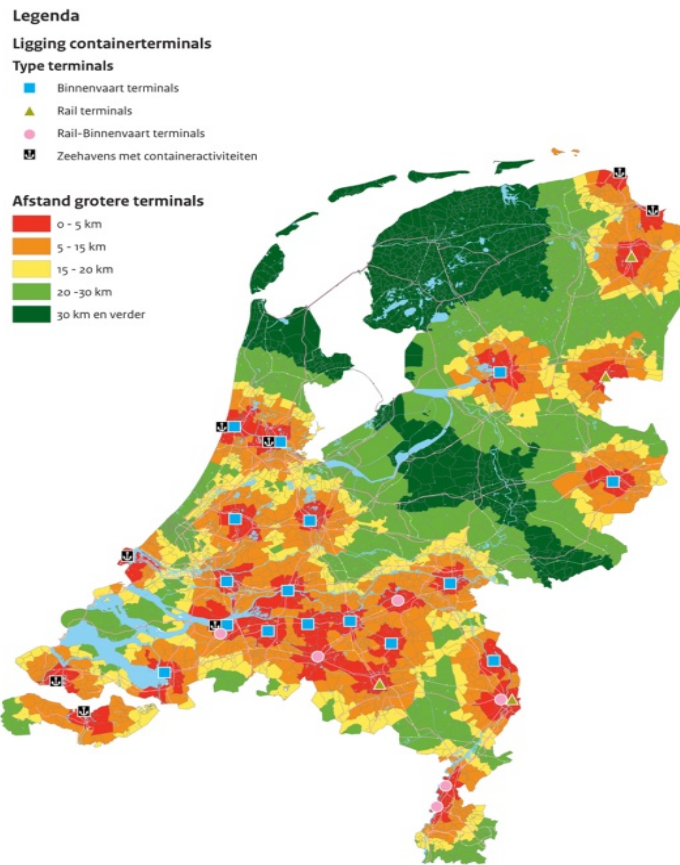 Legenda
Ligging containerterminals
Type terminals
Binnenvaart terminals
Rail terminals
Rail-Binnenvaart terminals
Zeehavens met containeractiviteiten
Afstand grotere terminals
0 - 5 km
5 - 15 km
15 - 20 km
20 -30 km
30 km en verder